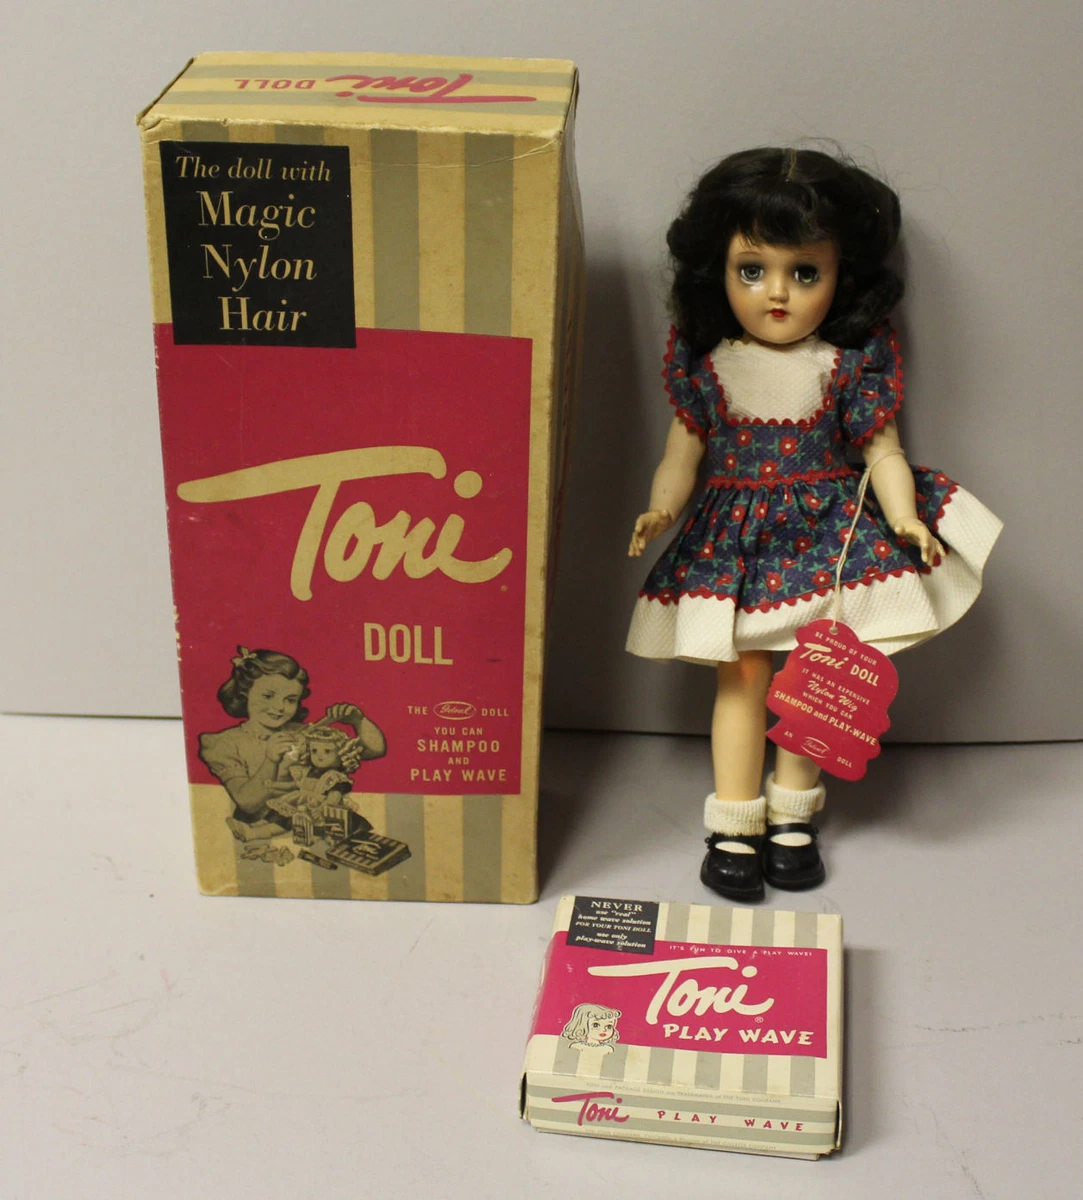 Toni DOLL
The doll with
Magic
Nylon
Hair
Toni
DOLL
THE Ideal DOLL
YOU CAN
SHAMPOO
AND
PLAY WAVE
BE PROUD OF YOUR
Toni DOLL
IT HAS AN EXPENSIVE
Nylon Wig
WHICH YOU CAN
SHAMPOO and PLAY-WAVE
AN Ideal DOLL
NEVER
use "real"
home wave solution
FOR YOUR TONI DOLL
use only
play-wave solution
IT'S FUN TO GIVE A PLAY WAVE!
Toni®
PLAY WAVE
Toni PLAY WAVE